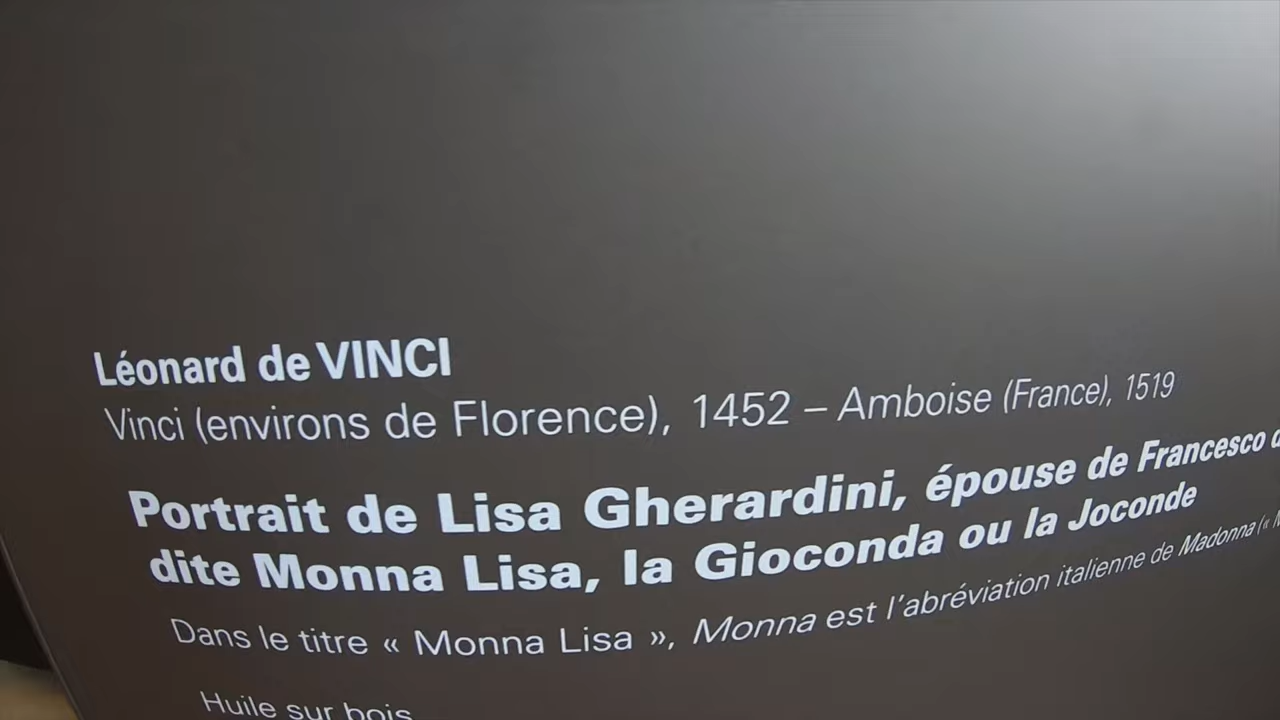 Léonard de VINCI
Vinci (environs de Florence), 1452 – Amboise (France), 1519
Portrait de Lisa Gherardini, épouse de Francesco
dite Monna Lisa, la Gioconda ou la Joconde
Dans le titre « Monna Lisa », Monna est l’abréviation italienne de Madonna («
Huile sur bois